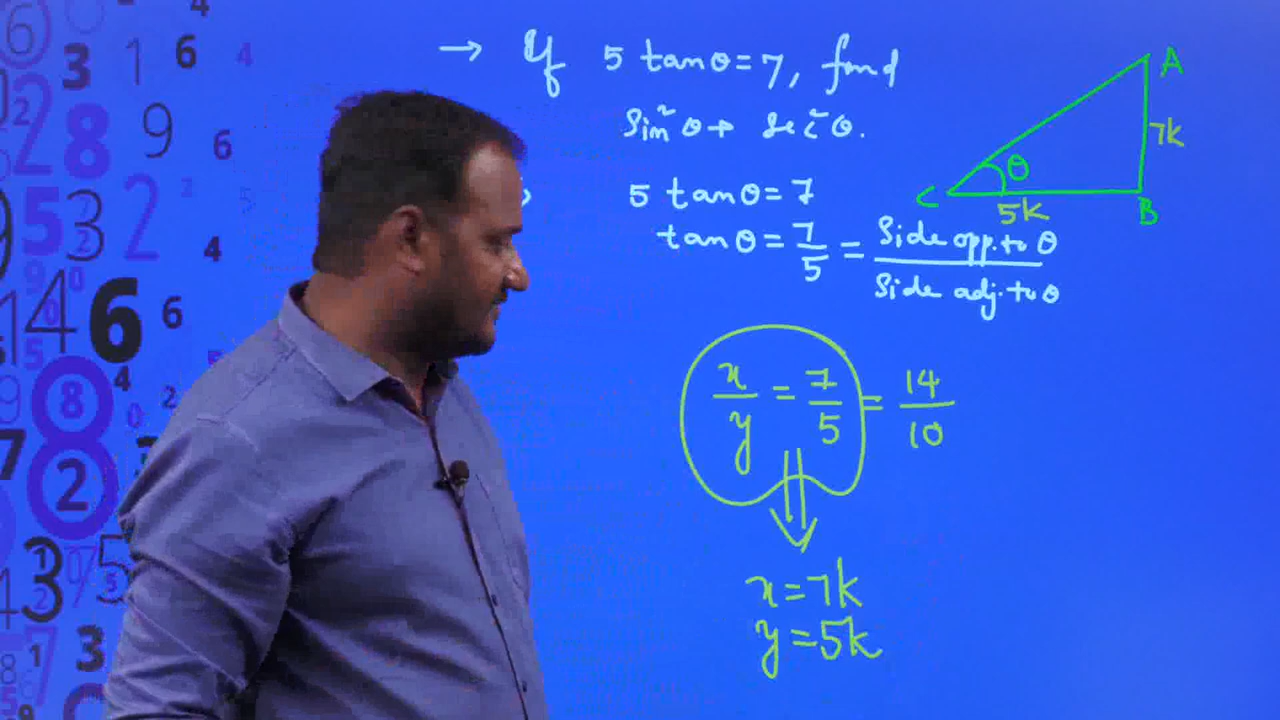 → If 5 tanθ = 7, find
sin²θ + sec²θ.
5 tanθ = 7
tanθ = 7/5 = Side opp. to θ / Side adj. to θ
A
7k
θ
C
5k
B
x/y = 7/5 = 14/10
x = 7k
y = 5k